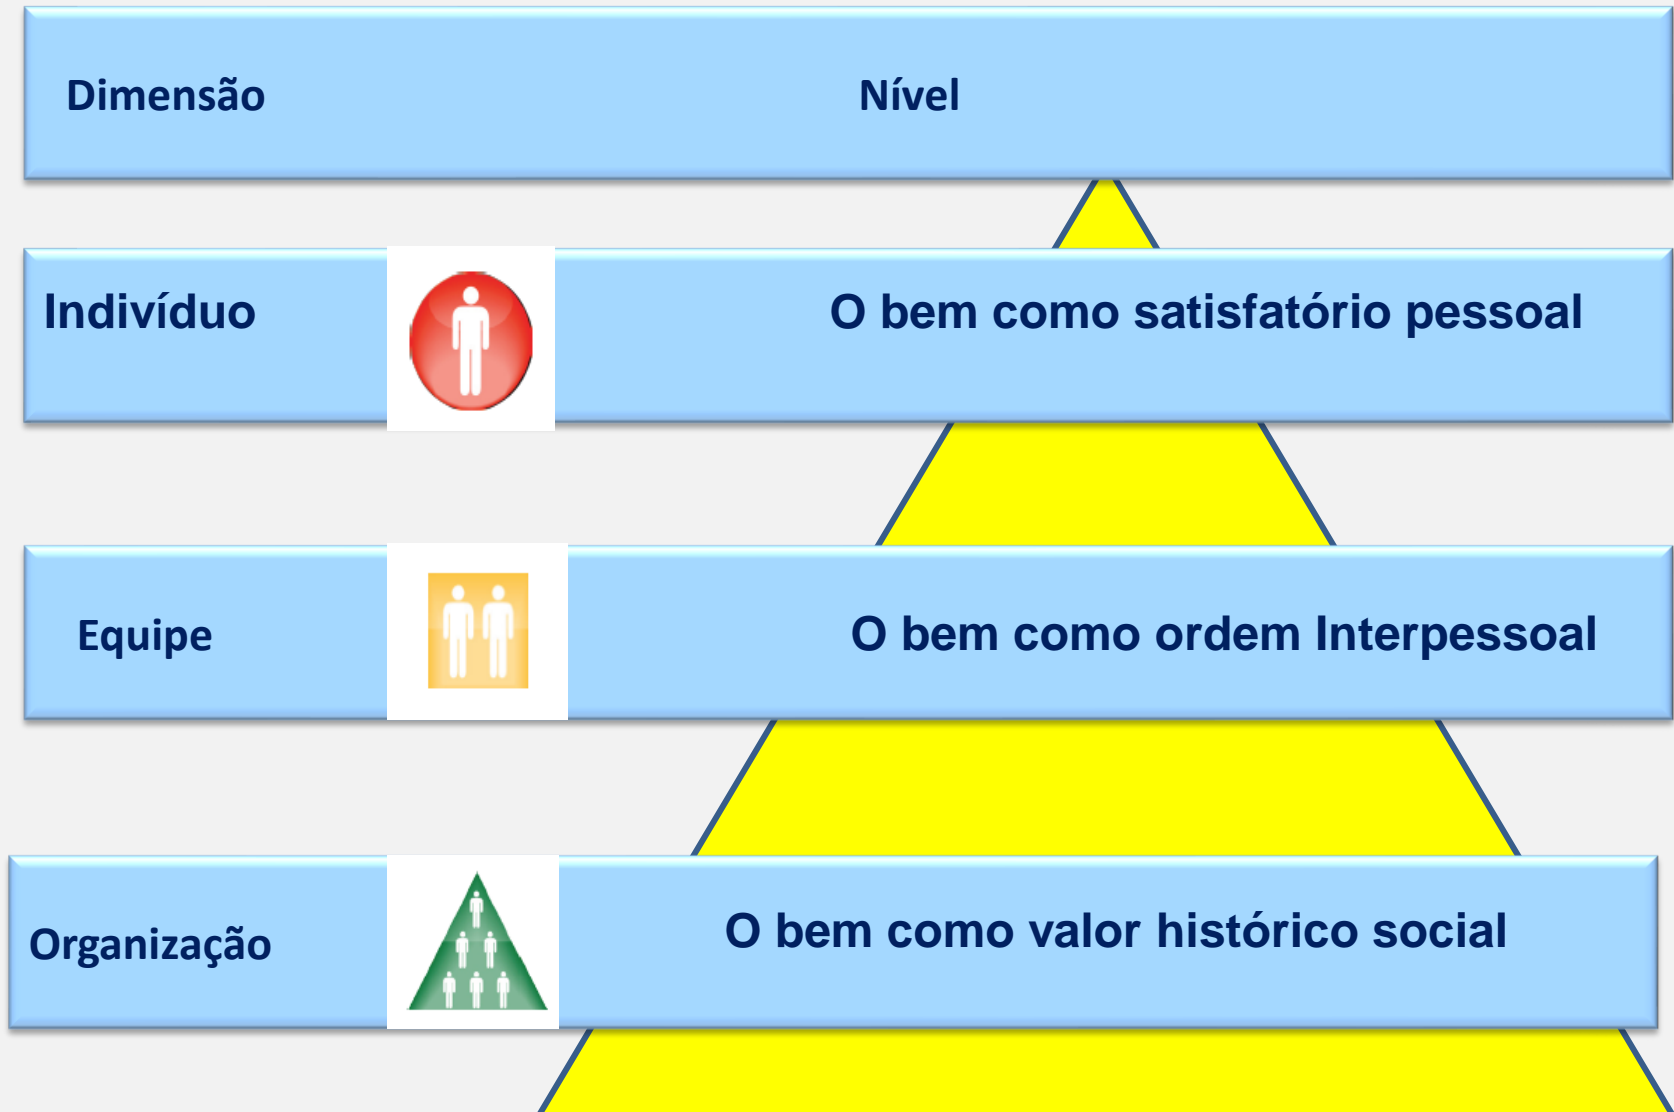 Dimensão Nível
Indivíduo O bem como satisfatório pessoal
Equipe O bem como ordem Interpessoal
Organização O bem como valor histórico social